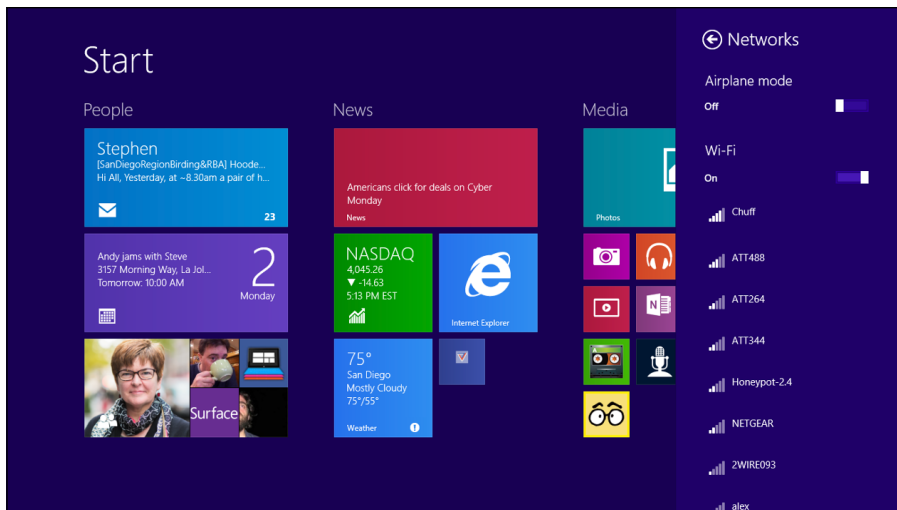 Start
People
Stephen
[SanDiegoRegionBirding&RBA] Hoode...
Hi All, Yesterday, at ~8.30am a pair of h...
23
Andy jams with Steve
3157 Morning Way, La Jol...
Tomorrow: 10:00 AM
2
Monday
Surface
News
Americans click for deals on Cyber
Monday
News
NASDAQ
4,045.26
▼ -14.63
5:13 PM EST
Internet Explorer
75°
San Diego
Mostly Cloudy
75°/55°
Weather
Media
Photos
N
A
Networks
Airplane mode
Off
Wi-Fi
On
Chuff
ATT488
ATT264
ATT344
Honeypot-2.4
NETGEAR
2WIRE093
alex